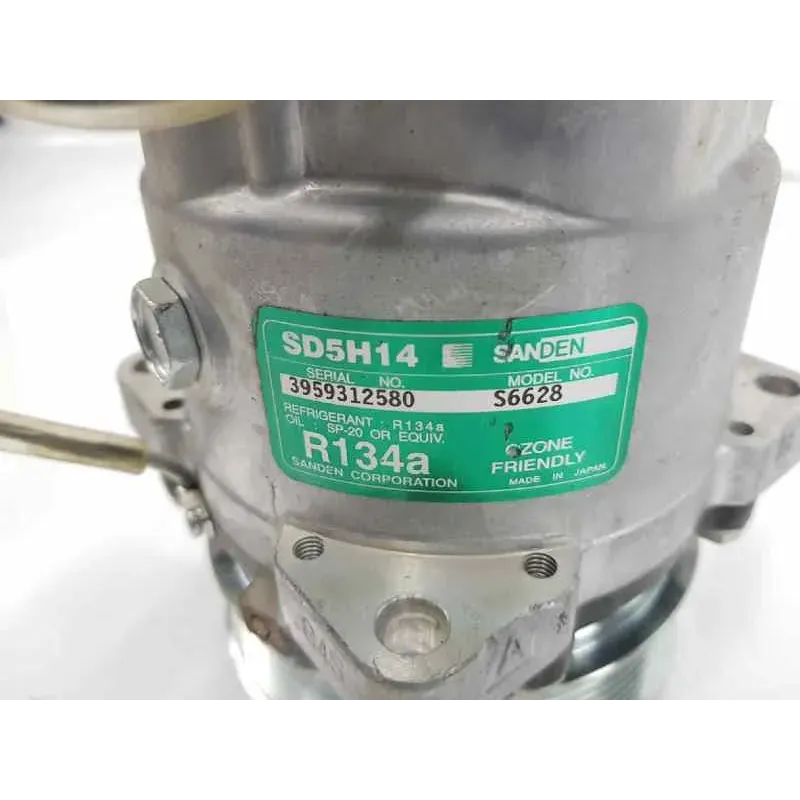 SD5H14 SANDEN
SERIAL NO. MODEL NO.
3959312580 S6628
REFRIGERANT : R134a
OIL : SP-20 OR EQUIV.
R134a OZONE
FRIENDLY
SANDEN CORPORATION MADE IN JAPAN